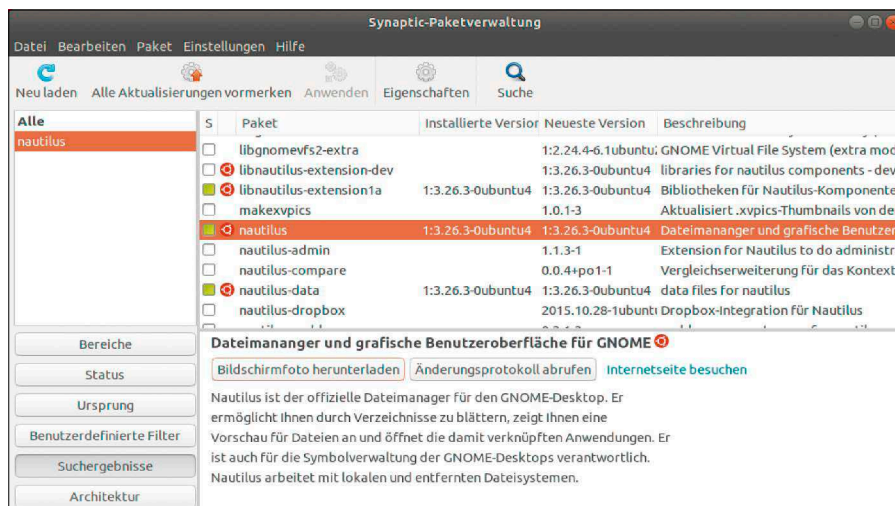 Synaptic-Paketverwaltung
Datei Bearbeiten Paket Einstellungen Hilfe
Neu laden Alle Aktualisierungen vormerken Anwenden Eigenschaften Suche
Alle
nautilus
S Paket Installierte Version Neueste Version Beschreibung
libgnomevfs2-extra 1:2.24.4-6.1ubuntu2 GNOME Virtual File System (extra mod
libnautilus-extension-dev 1:3.26.3-0ubuntu4 libraries for nautilus components - dev
libnautilus-extension1a 1:3.26.3-0ubuntu4 1:3.26.3-0ubuntu4 Bibliotheken für Nautilus-Komponente
makexvpics 1.0.1-3 Aktualisiert .xvpics-Thumbnails von de
nautilus 1:3.26.3-0ubuntu4 1:3.26.3-0ubuntu4 Dateimananger und grafische Benutzer
nautilus-admin 1.1.3-1 Extension for Nautilus to do administr
nautilus-compare 0.0.4+po1-1 Vergleichserweiterung für das Kontext
nautilus-data 1:3.26.3-0ubuntu4 1:3.26.3-0ubuntu4 data files for nautilus
nautilus-dropbox 2015.10.28-1ubunt Dropbox-Integration für Nautilus
Bereiche
Status
Ursprung
Benutzerdefinierte Filter
Suchergebnisse
Architektur
Dateimananger und grafische Benutzeroberfläche für GNOME
Bildschirmfoto herunterladen Änderungsprotokoll abrufen Internetseite besuchen
Nautilus ist der offizielle Dateimanager für den GNOME-Desktop. Er
ermöglicht Ihnen durch Verzeichnisse zu blättern, zeigt Ihnen eine
Vorschau für Dateien an und öffnet die damit verknüpften Anwendungen. Er
ist auch für die Symbolverwaltung der GNOME-Desktops verantwortlich.
Nautilus arbeitet mit lokalen und entfernten Dateisystemen.